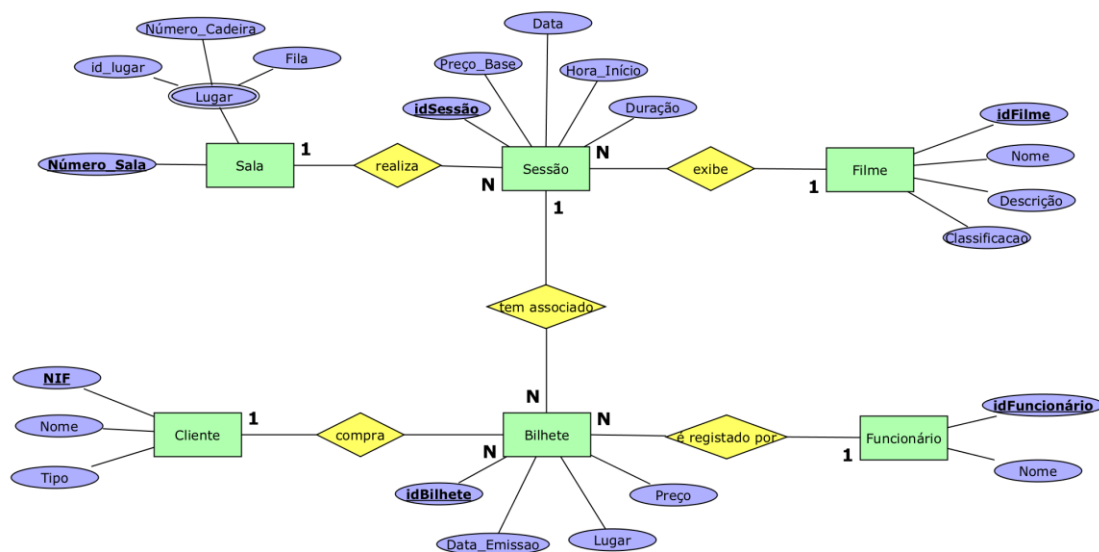 Data
Número_Cadeira
Fila
id_lugar
Lugar
Preço_Base
Hora_Início
idSessão
Duração
idFilme
Nome
Descrição
Classificacao
Número_Sala
Sala
1
realiza
N
Sessão
N
1
exibe
1
Filme
tem associado
N
NIF
Nome
Tipo
Cliente
1
compra
N
Bilhete
N
é registado por
1
Funcionário
idFuncionário
Nome
idBilhete
Data_Emissao
Lugar
Preço